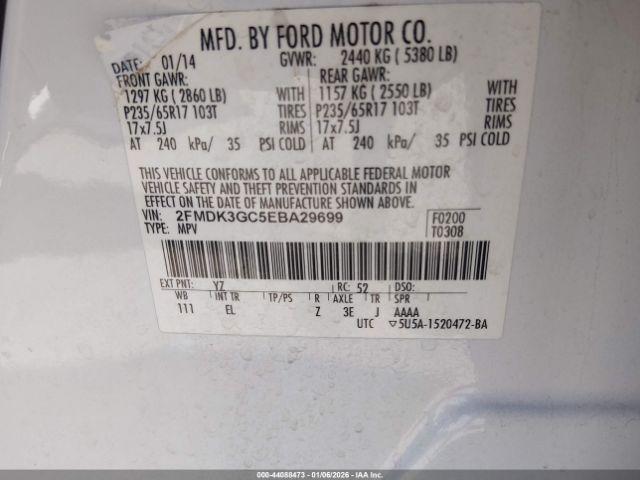 MFD. BY FORD MOTOR CO.
DATE: 01/14 GVWR: 2440 KG ( 5380 LB)
FRONT GAWR: REAR GAWR:
1297 KG ( 2860 LB) WITH 1157 KG ( 2550 LB) WITH
P235/65R17 103T TIRES P235/65R17 103T TIRES
17x7.5J RIMS 17x7.5J RIMS
AT 240 kPa/ 35 PSI COLD AT 240 kPa/ 35 PSI COLD
THIS VEHICLE CONFORMS TO ALL APPLICABLE FEDERAL MOTOR
VEHICLE SAFETY AND THEFT PREVENTION STANDARDS IN
EFFECT ON THE DATE OF MANUFACTURE SHOWN ABOVE.
VIN: 2FMDK3GC5EBA29699 F0200
TYPE: MPV T0308
EXT PNT: YZ RC: 52 DSO:
WB INT TR TP/PS R AXLE TR SPR
111 EL Z 3E J AAAA
UTC ▽5U5A-1520472-BA
000-44088473 - 01/06/2026 - IAA Inc.